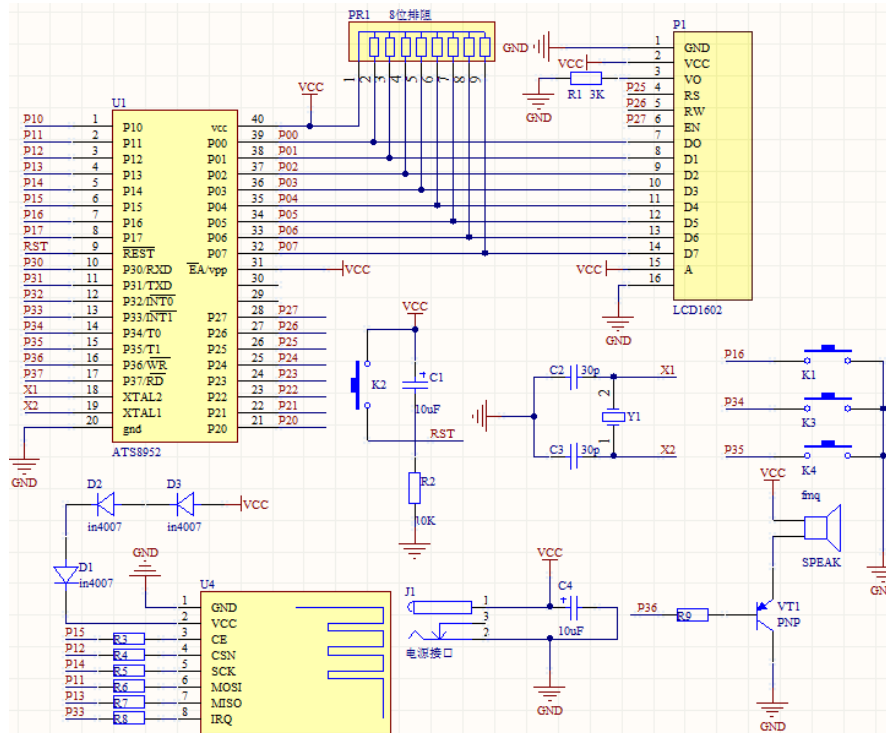 PR1 8位排阻
1 2 3 4 5 6 7 8 9
VCC
U1
P10 1 P10
P11 2 P11
P12 3 P12
P13 4 P13
P14 5 P14
P15 6 P15
P16 7 P16
P17 8 P17
RST 9 REST
P30 10 P30/RXD
P31 11 P31/TXD
P32 12 P32/INT0
P33 13 P33/INT1
P34 14 P34/T0
P35 15 P35/T1
P36 16 P36/WR
P37 17 P37/RD
X1 18 XTAL2
X2 19 XTAL1
20 gnd
GND
vcc 40
P00 39 P00
P01 38 P01
P02 37 P02
P03 36 P03
P04 35 P04
P05 34 P05
P06 33 P06
P07 32 P07
EA/vpp 31 VCC
30
29
P27 28 P27
P26 27 P26
P25 26 P25
P24 25 P24
P23 24 P23
P22 23 P22
P21 22 P21
P20 21 P20
ATS8952
P1
GND 1 GND
VCC 2 VCC
3 VO
R1 3K
GND
P25 4 RS
P26 5 RW
P27 6 EN
7 DO
8 D1
9 D2
10 D3
11 D4
12 D5
13 D6
14 D7
VCC 15 A
16
GND
LCD1602
VCC
K2
C1
10uF
RST
R2
10K
GND
C2 30p X1
2
Y1
1
C3 30p X2
P16 K1
P34 K3
P35 K4
GND
VCC
fmq
SPEAK
P36 R9
VT1
PNP
GND
D2
in4007
D3
in4007
VCC
D1
in4007
GND
U4
1 GND
2 VCC
P15 R3 3 CE
P12 R4 4 CSN
P14 R5 5 SCK
P11 R6 6 MOSI
P13 R7 7 MISO
P33 R8 8 IRQ
J1
1
3
2
电源接口
VCC
C4
10uF
GND